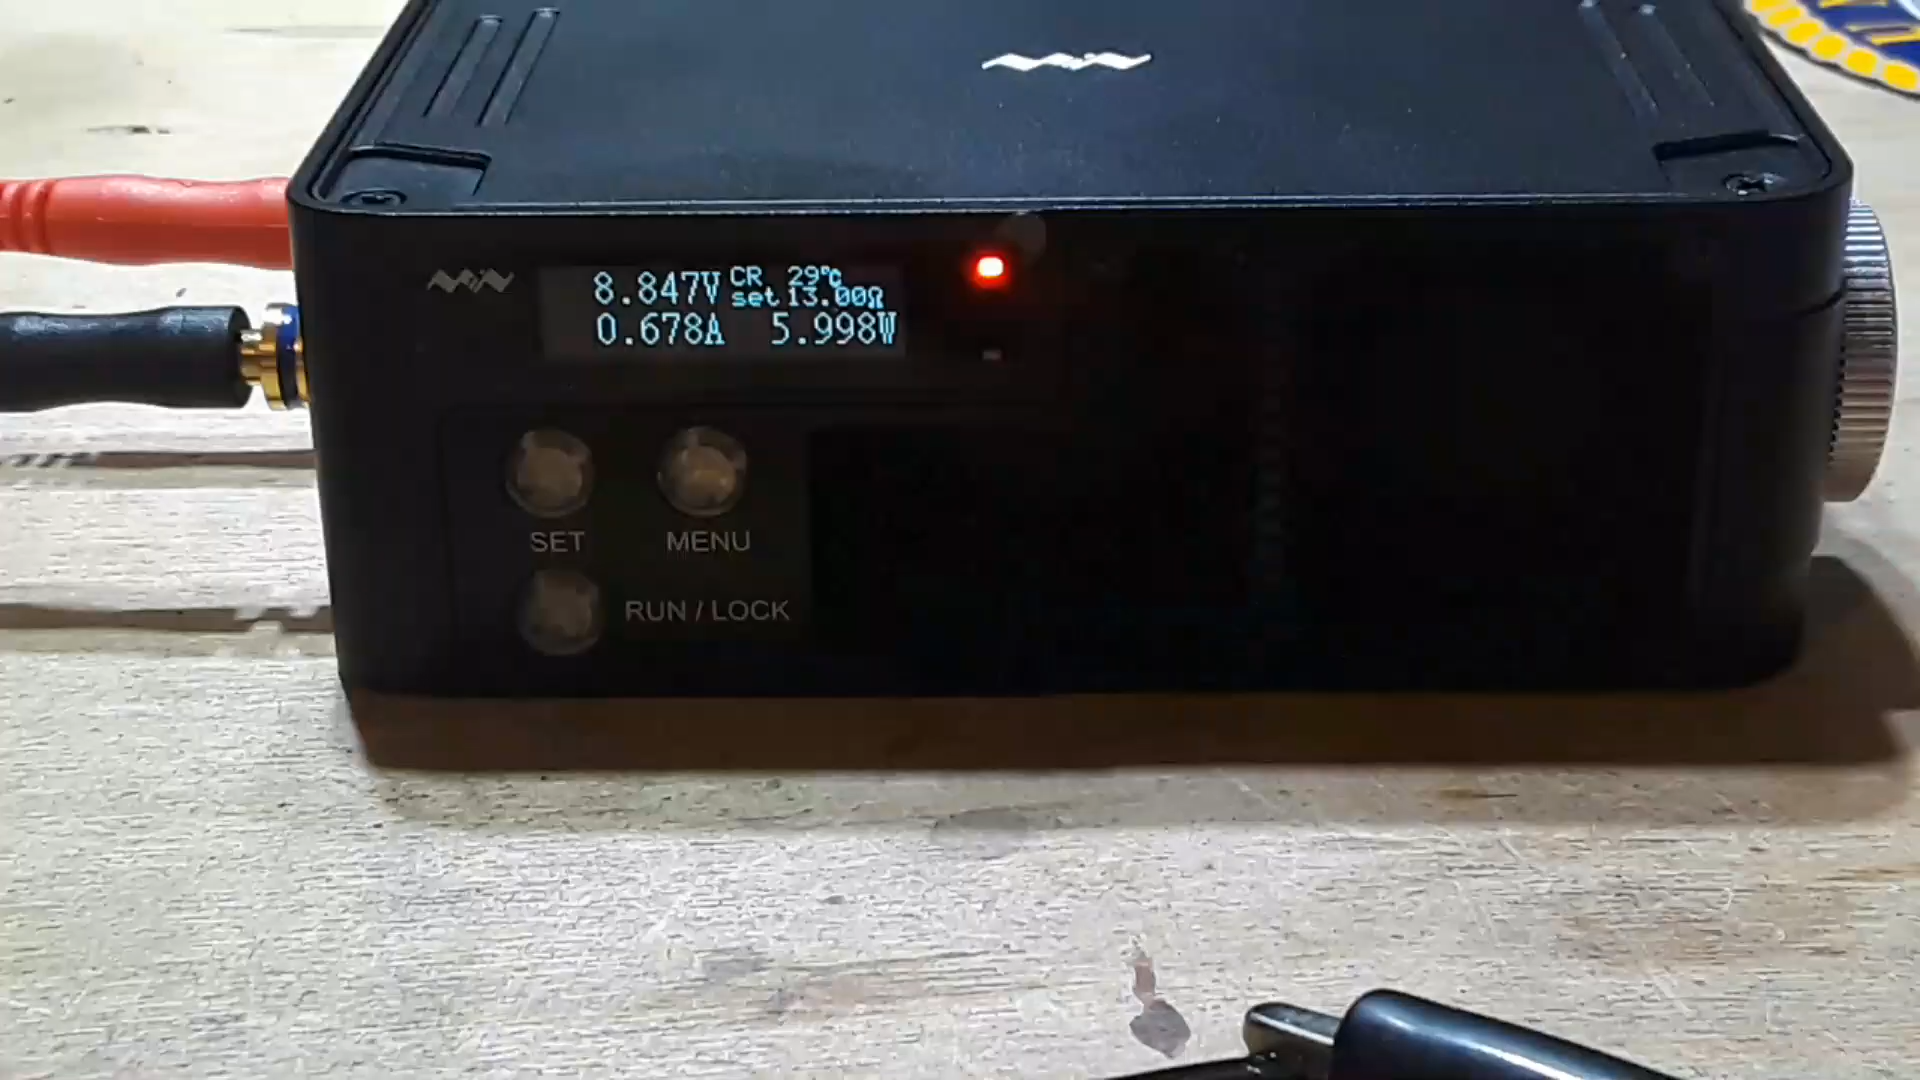 8.847V CR 29℃
set 13.00Ω
0.678A 5.998W
SET MENU
RUN / LOCK